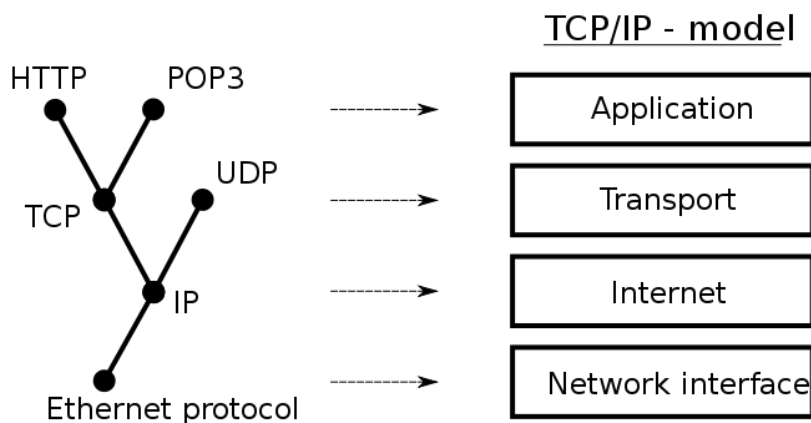 TCP/IP - model
HTTP
POP3
Application
UDP
TCP
Transport
IP
Internet
Ethernet protocol
Network interface